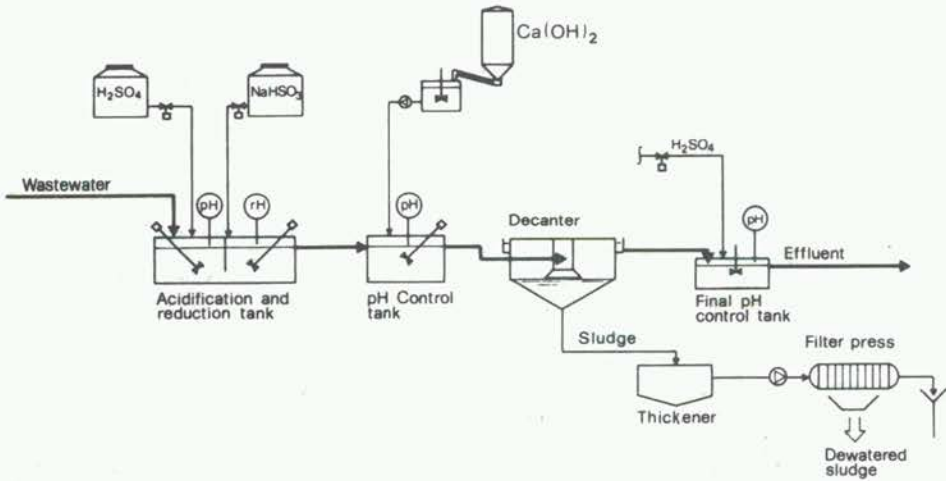 Ca(OH)₂
H₂SO₄
NaHSO₃
H₂SO₄
Wastewater
pH
rH
pH
Decanter
pH
Effluent
Acidification and
reduction tank
pH Control
tank
Final pH
control tank
Sludge
Filter press
Thickener
Dewatered
sludge